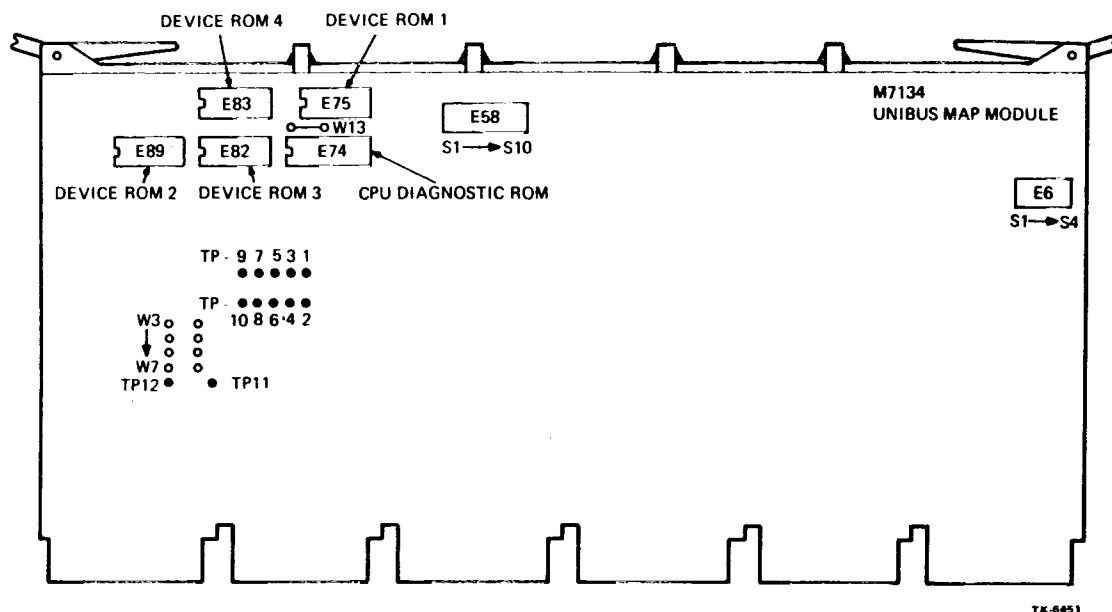 DEVICE ROM 4
DEVICE ROM 1
M7134
UNIBUS MAP MODULE
E83
E75
E58
W13
S1→S10
E89
E82
E74
DEVICE ROM 2
DEVICE ROM 3
CPU DIAGNOSTIC ROM
E6
S1→S4
TP - 9 7 5 3 1
TP - 10 8 6 4 2
W3
W7
TP12
TP11
TK-6451